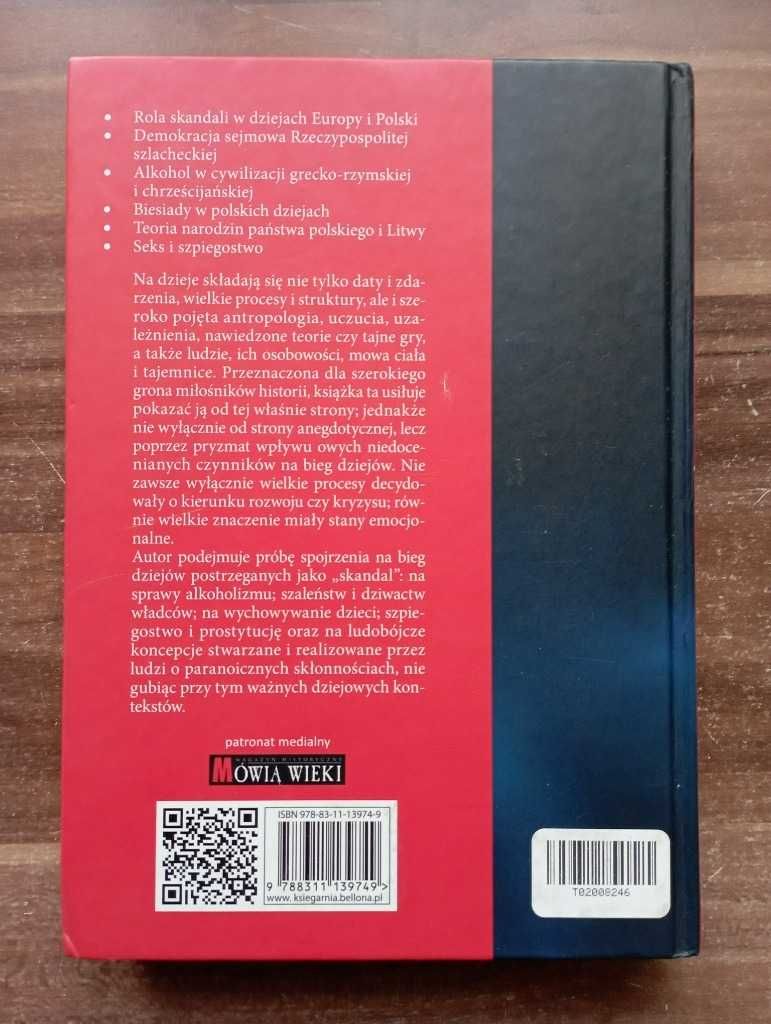 • Rola skandali w dziejach Europy i Polski
• Demokracja sejmowa Rzeczypospolitej
szlacheckiej
• Alkohol w cywilizacji grecko-rzymskiej
i chrześcijańskiej
• Biesiady w polskich dziejach
• Teoria narodzin państwa polskiego i Litwy
• Seks i szpiegostwo
Na dzieje składają się nie tylko daty i zda-
rzenia, wielkie procesy i struktury, ale i sze-
roko pojęta antropologia, uczucia, uza-
leżnienia, nawiedzone teorie czy tajne gry,
a także ludzie, ich osobowości, mowa ciała
i tajemnice. Przeznaczona dla szerokiego
grona miłośników historii, książka ta usiłuje
pokazać ją od tej właśnie strony; jednakże
nie wyłącznie od strony anegdotycznej, lecz
poprzez pryzmat wpływu owych niedoce-
nianych czynników na bieg dziejów. Nie
zawsze wyłącznie wielkie procesy decydo-
wały o kierunku rozwoju czy kryzysu; rów-
nie wielkie znaczenie miały stany emocjo-
nalne.
Autor podejmuje próbę spojrzenia na bieg
dziejów postrzeganych jako „skandal”: na
sprawy alkoholizmu; szaleństw i dziwactw
władców; na wychowywanie dzieci; szpie-
gostwo i prostytucję oraz na ludobójcze
koncepcje stwarzane i realizowane przez
ludzi o paranoicznych skłonnościach, nie
gubiąc przy tym ważnych dziejowych kon-
tekstów.
patronat medialny
MAGAZYN HISTORYCZNY
MÓWIĄ WIEKI
ISBN 978-83-11-13974-9
9 788311 139749 >
www.ksiegarnia.bellona.pl
T02008246